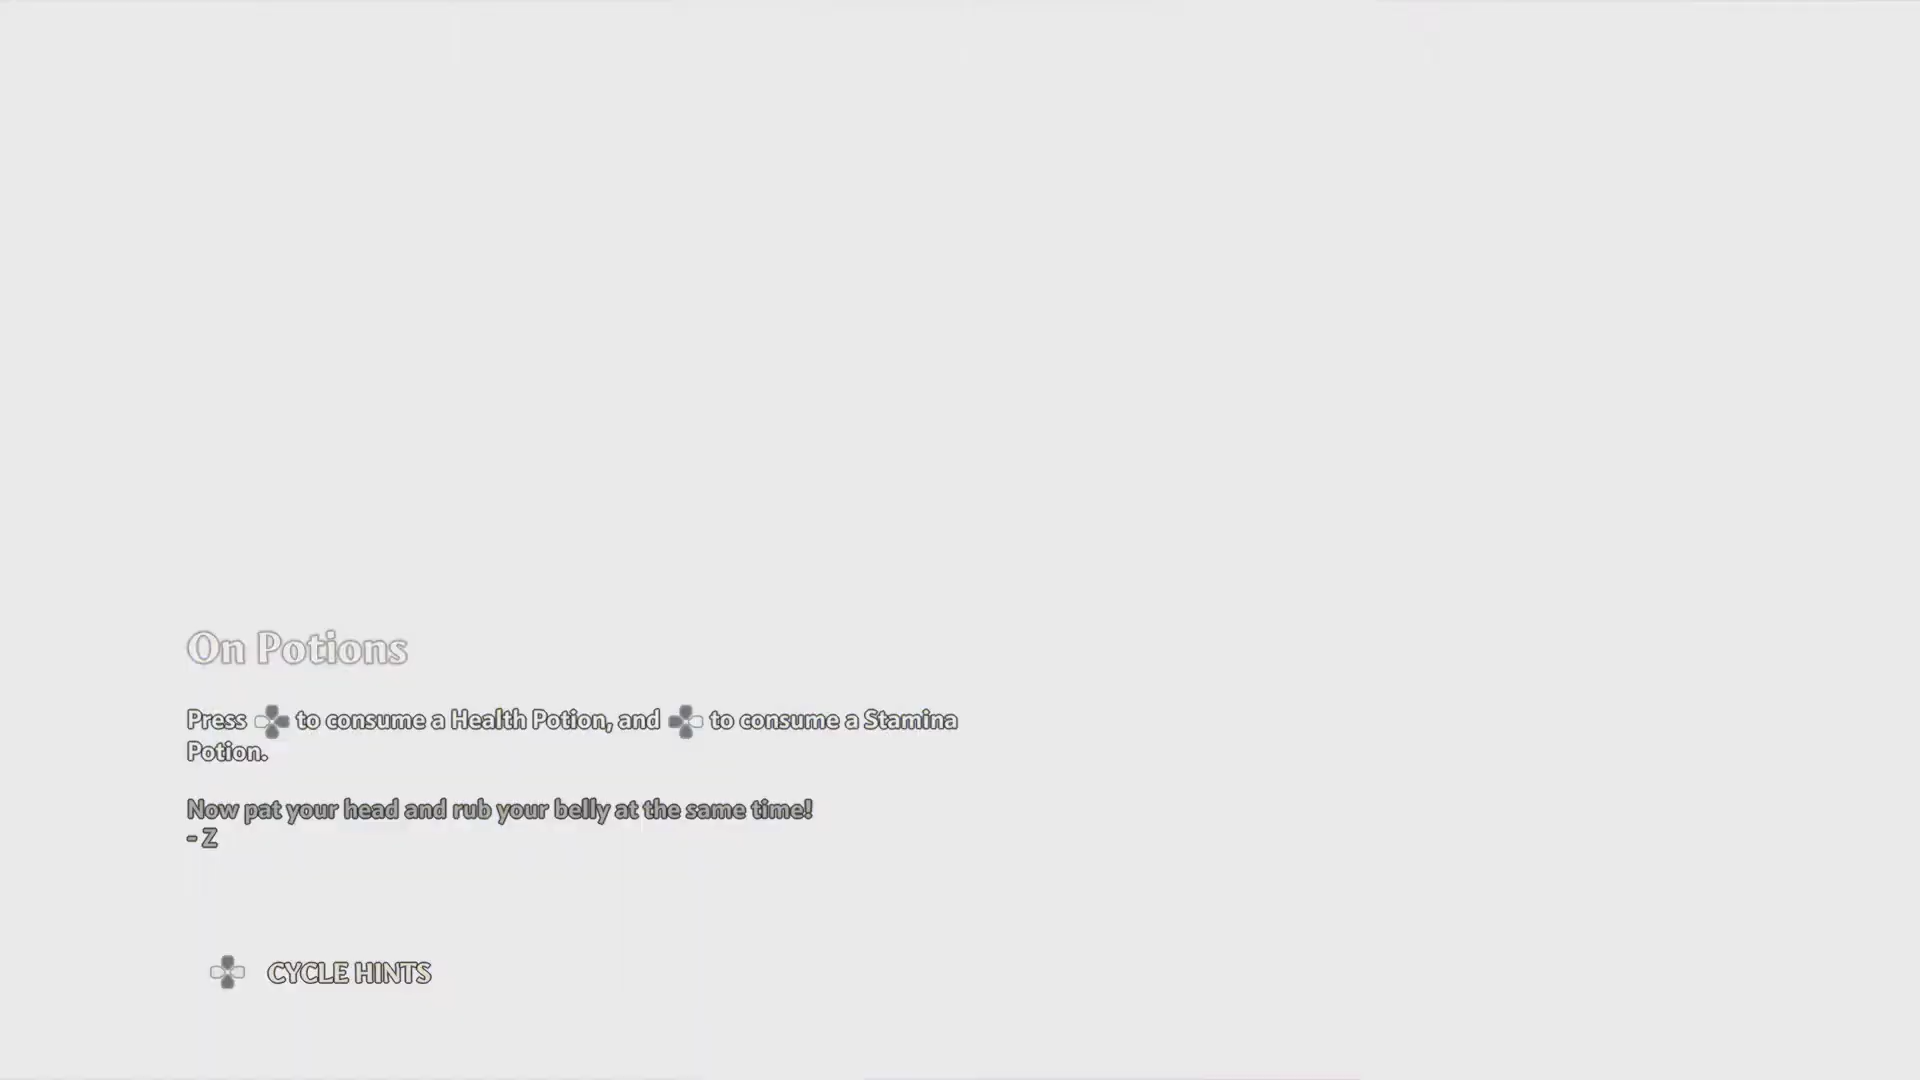 On Potions
Press to consume a Health Potion, and to consume a Stamina
Potion.
Now pat your head and rub your belly at the same time!
- Z
CYCLE HINTS